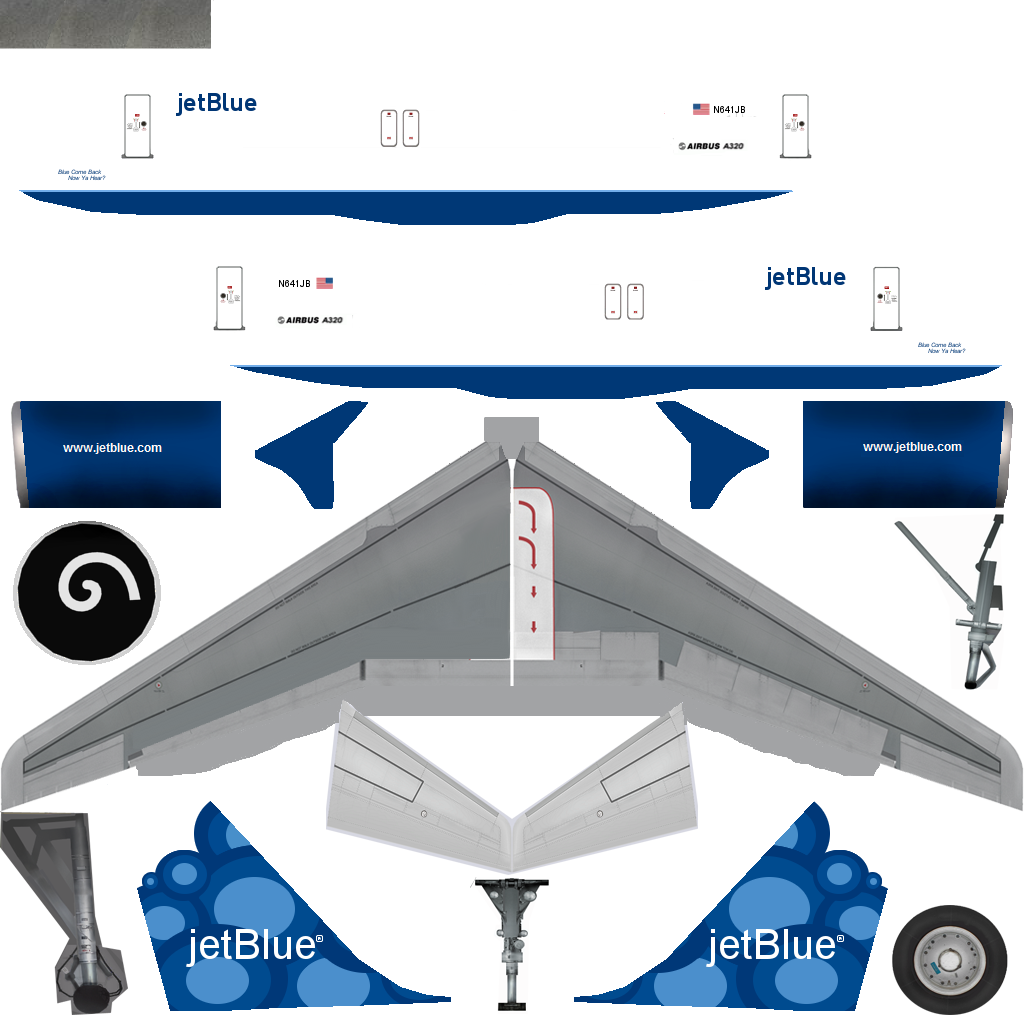 jetBlue
N641JB
AIRBUS A320
Blue Come Back
Now Ya Hear?
jetBlue
N641JB
AIRBUS A320
Blue Come Back
Now Ya Hear?
www.jetblue.com
www.jetblue.com
jetBlue®
jetBlue®